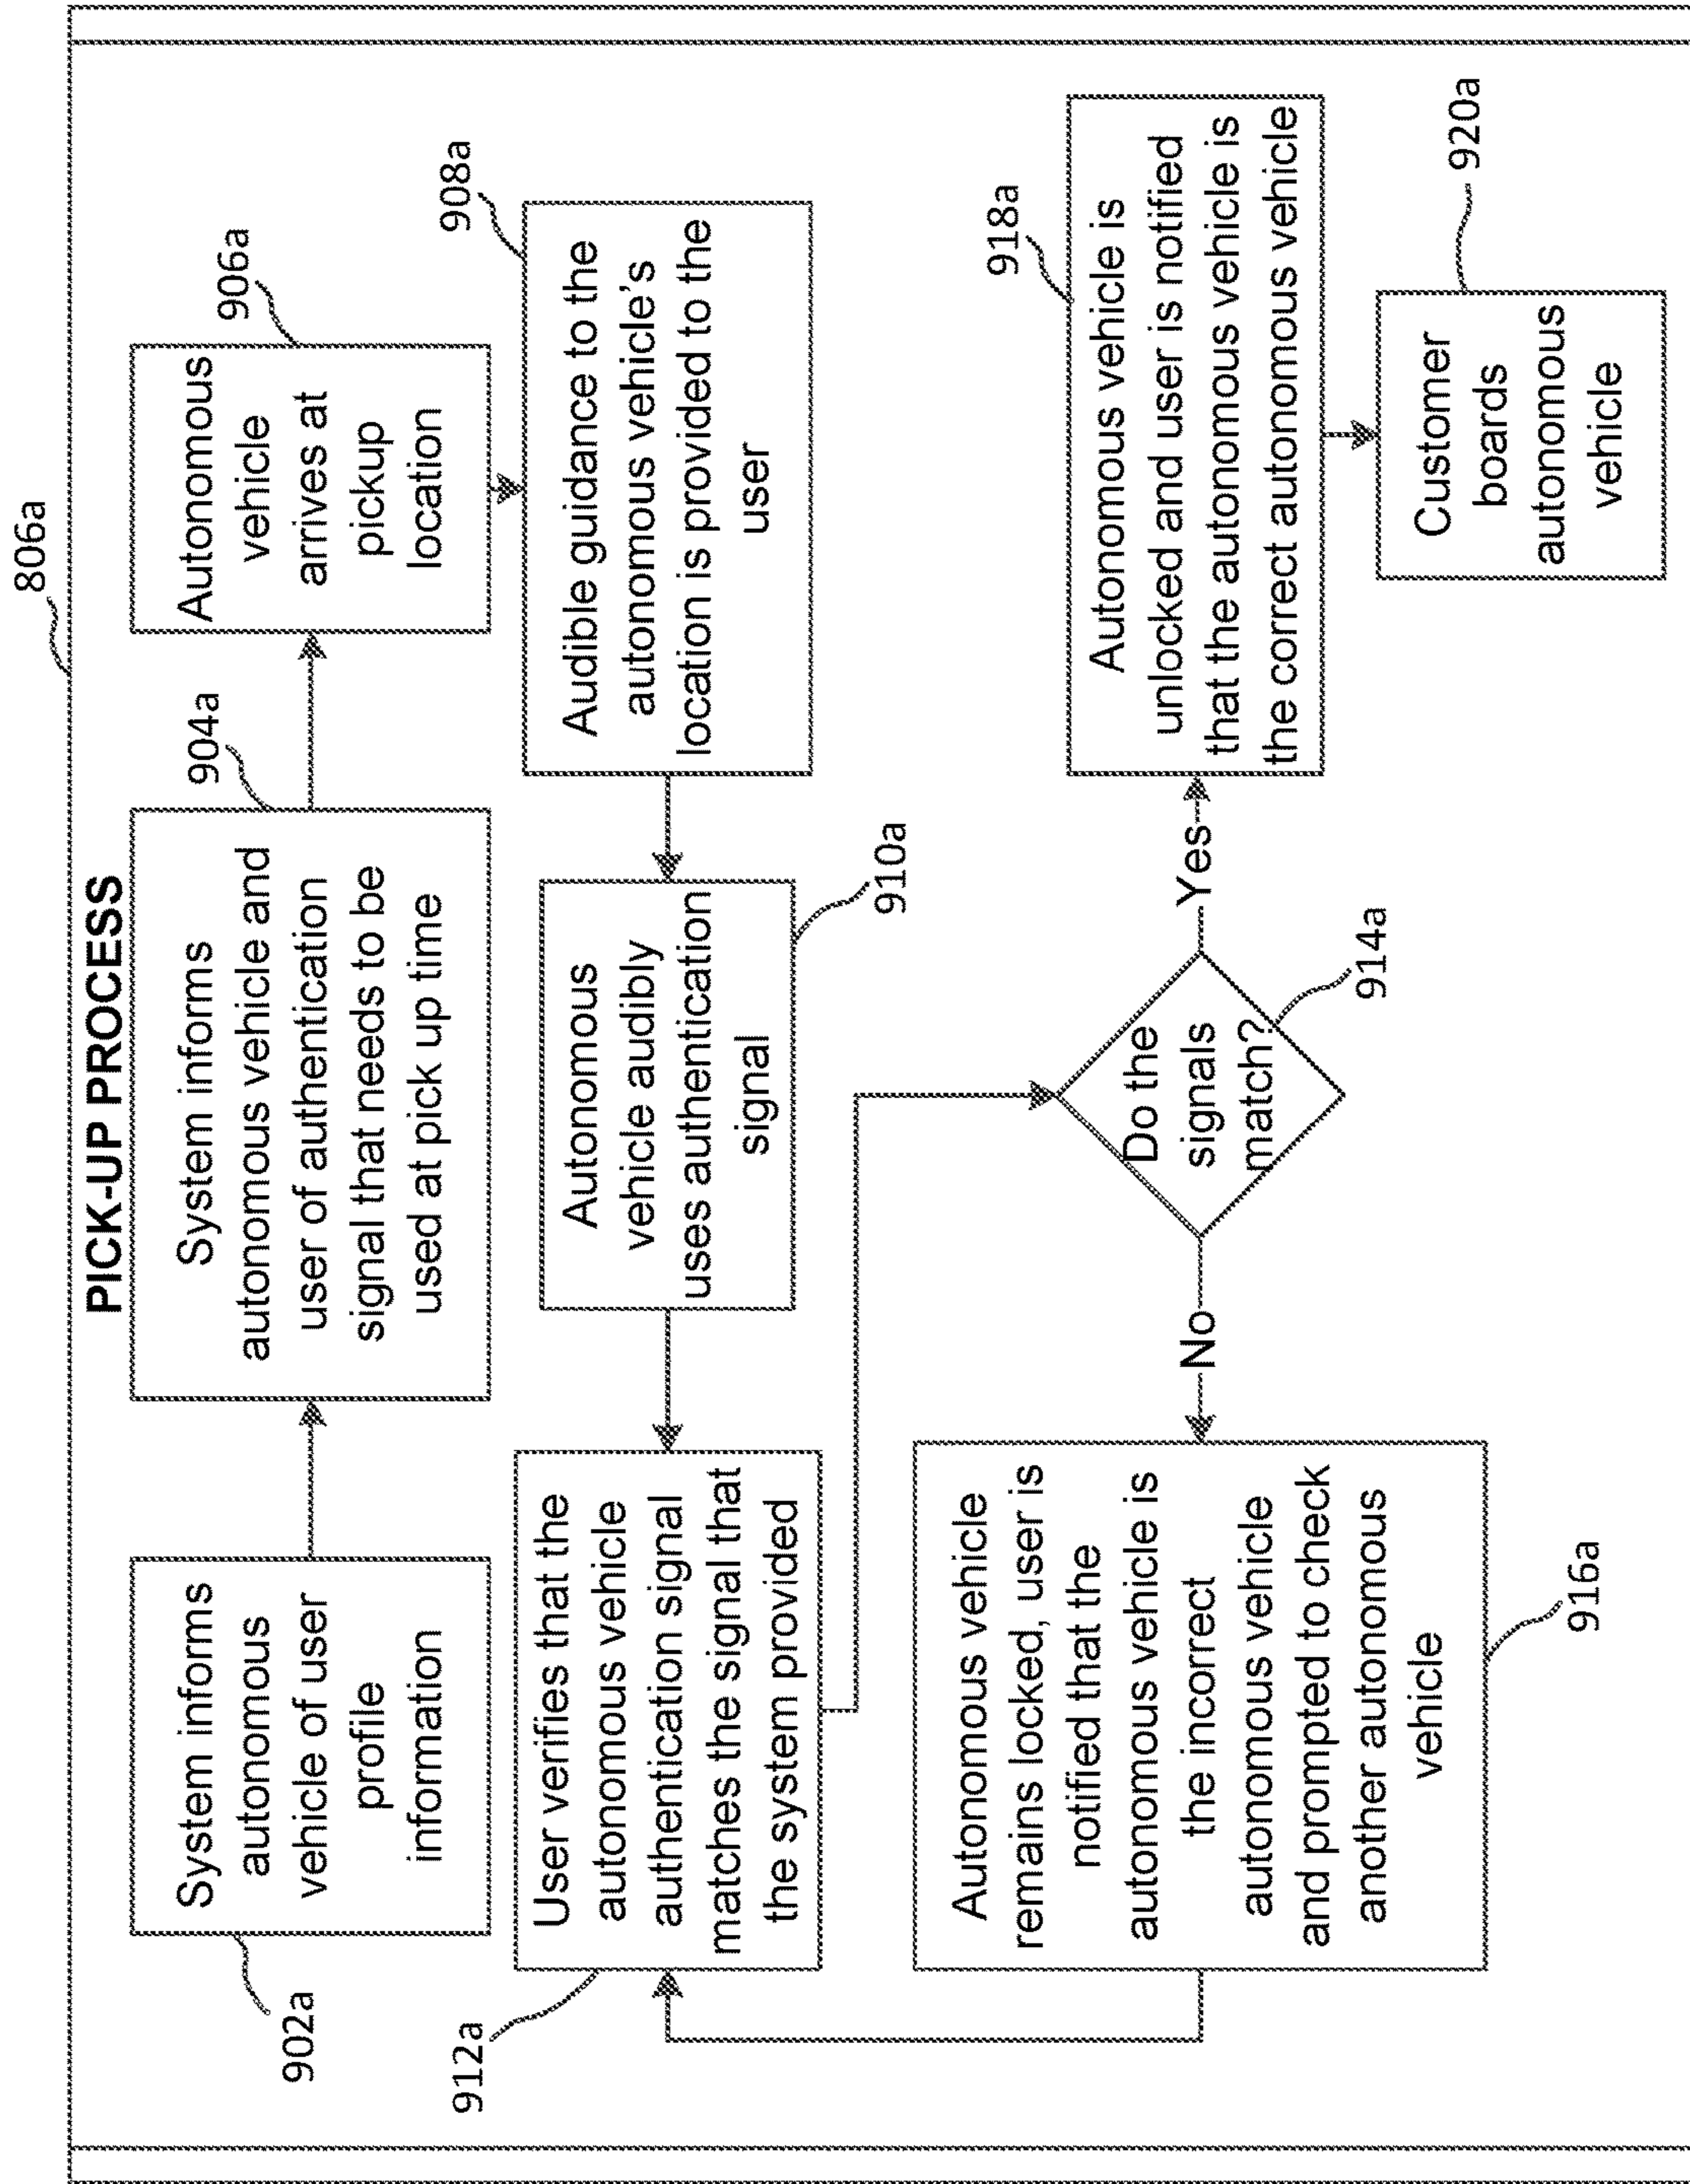 806a
PICK-UP PROCESS
902a
System informs
autonomous
vehicle of user
profile
information
904a
System informs
autonomous vehicle and
user of authentication
signal that needs to be
used at pick up time
906a
Autonomous
vehicle
arrives at
pickup
location
908a
Audible guidance to the
autonomous vehicle's
location is provided to the
user
910a
Autonomous
vehicle audibly
uses authentication
signal
912a
User verifies that the
autonomous vehicle
authentication signal
matches the signal that
the system provided
914a
Do the
signals
match?
No
Yes
916a
Autonomous vehicle
remains locked, user is
notified that the
autonomous vehicle is
the incorrect
autonomous vehicle
and prompted to check
another autonomous
vehicle
918a
Autonomous vehicle is
unlocked and user is notified
that the autonomous vehicle is
the correct autonomous vehicle
920a
Customer
boards
autonomous
vehicle